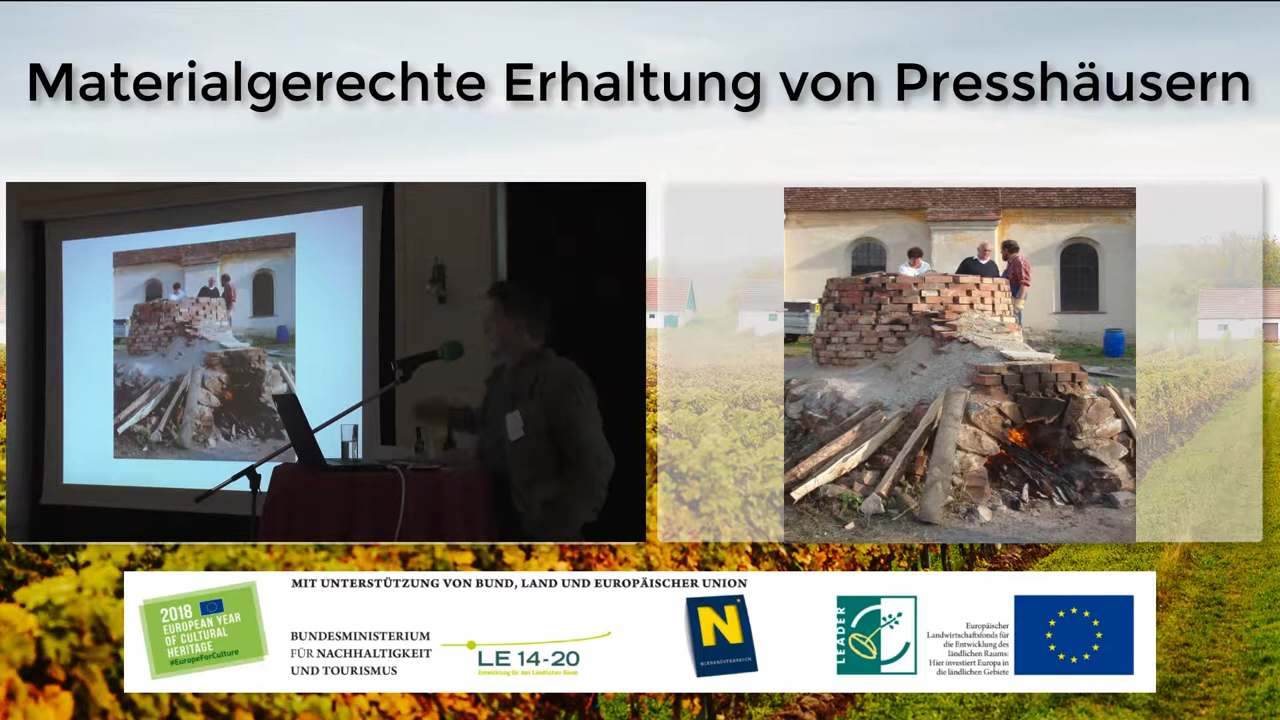 Materialgerechte Erhaltung von Presshäusern
MIT UNTERSTÜTZUNG VON BUND, LAND UND EUROPÄISCHER UNION
2018
EUROPEAN YEAR
OF CULTURAL
HERITAGE
#EuropeForCulture
BUNDESMINISTERIUM
FÜR NACHHALTIGKEIT
UND TOURISMUS
LE 14-20
Entwicklung für den Ländlichen Raum
N
NIEDERÖSTERREICH
LEADER
Europäischer
Landwirtschaftsfonds für
die Entwicklung des
ländlichen Raums:
Hier investiert Europa in
die ländlichen Gebiete